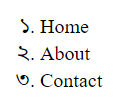 ১. Home
২. About
৩. Contact